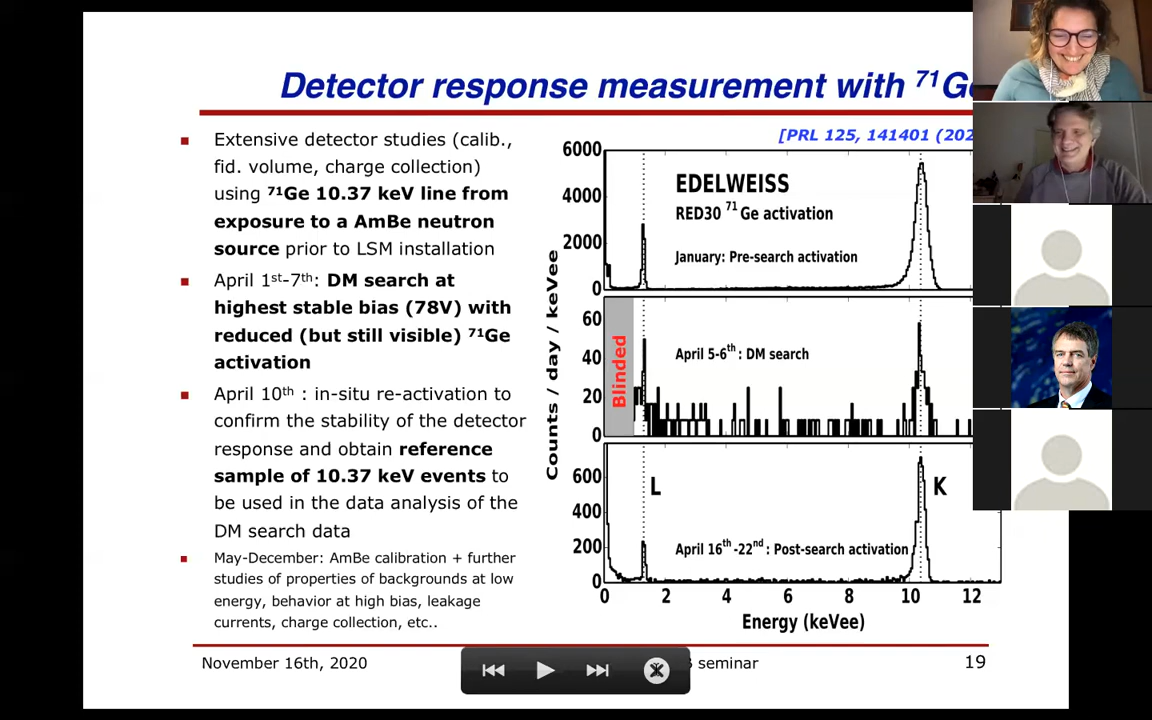 Detector response measurement with ⁷¹G
[PRL 125, 141401 (202
■ Extensive detector studies (calib.,
fid. volume, charge collection)
using ⁷¹Ge 10.37 keV line from
exposure to a AmBe neutron
source prior to LSM installation
■ April 1st-7th: DM search at
highest stable bias (78V) with
reduced (but still visible) ⁷¹Ge
activation
■ April 10th : in-situ re-activation to
confirm the stability of the detector
response and obtain reference
sample of 10.37 keV events to
be used in the data analysis of the
DM search data
■ May-December: AmBe calibration + further
studies of properties of backgrounds at low
energy, behavior at high bias, leakage
currents, charge collection, etc..
Counts / day / keVee
6000
4000
2000
0
EDELWEISS
RED30 ⁷¹Ge activation
January: Pre-search activation
60
40
20
0
Blinded
April 5-6th : DM search
600
400
200
0
L
K
April 16th -22nd : Post-search activation
0 2 4 6 8 10 12
Energy (keVee)
November 16th, 2020
seminar
19